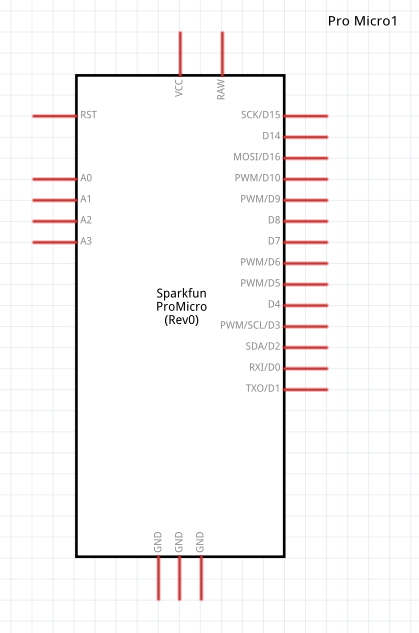 Pro Micro1
VCC
RAW
RST
A0
A1
A2
A3
SCK/D15
D14
MOSI/D16
PWM/D10
PWM/D9
D8
D7
PWM/D6
PWM/D5
D4
PWM/SCL/D3
SDA/D2
RXI/D0
TXO/D1
Sparkfun
ProMicro
(Rev0)
GND
GND
GND